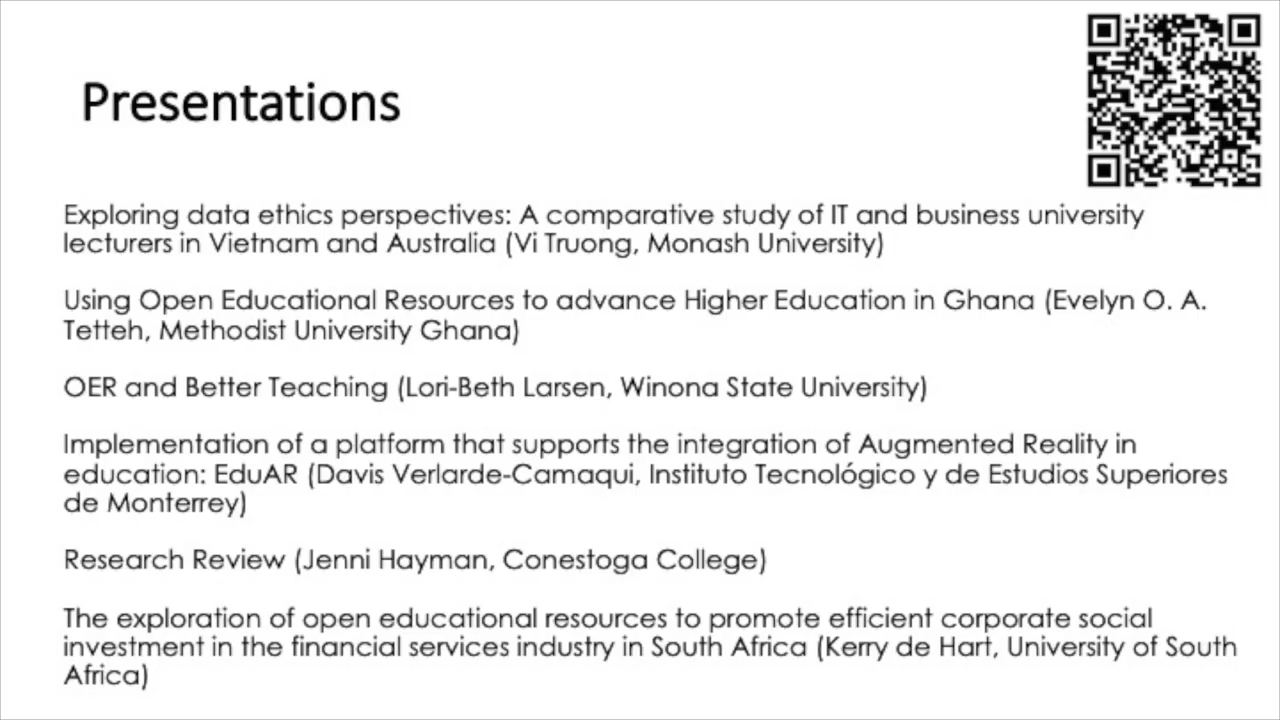 Presentations
Exploring data ethics perspectives: A comparative study of IT and business university
lecturers in Vietnam and Australia (Vi Truong, Monash University)
Using Open Educational Resources to advance Higher Education in Ghana (Evelyn O. A.
Tetteh, Methodist University Ghana)
OER and Better Teaching (Lori-Beth Larsen, Winona State University)
Implementation of a platform that supports the integration of Augmented Reality in
education: EduAR (Davis Verlarde-Camaqui, Instituto Tecnológico y de Estudios Superiores
de Monterrey)
Research Review (Jenni Hayman, Conestoga College)
The exploration of open educational resources to promote efficient corporate social
investment in the financial services industry in South Africa (Kerry de Hart, University of South
Africa)